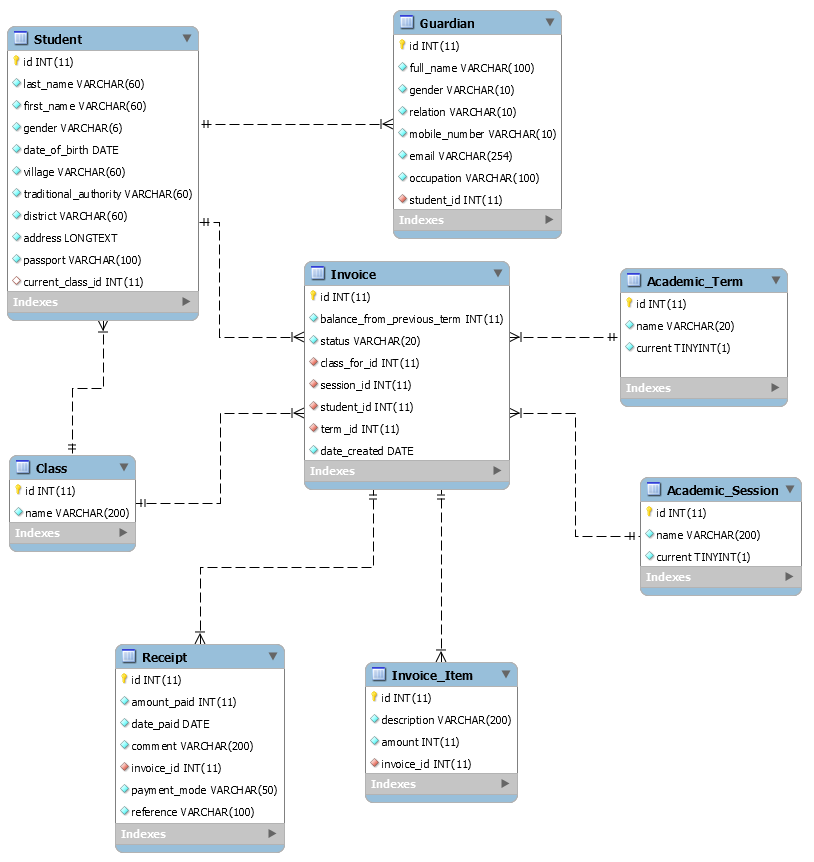 Student
id INT(11)
last_name VARCHAR(60)
first_name VARCHAR(60)
gender VARCHAR(6)
date_of_birth DATE
village VARCHAR(60)
traditional_authority VARCHAR(60)
district VARCHAR(60)
address LONGTEXT
passport VARCHAR(100)
current_class_id INT(11)
Indexes
Guardian
id INT(11)
full_name VARCHAR(100)
gender VARCHAR(10)
relation VARCHAR(10)
mobile_number VARCHAR(10)
email VARCHAR(254)
occupation VARCHAR(100)
student_id INT(11)
Indexes
Invoice
id INT(11)
balance_from_previous_term INT(11)
status VARCHAR(20)
class_for_id INT(11)
session_id INT(11)
student_id INT(11)
term_id INT(11)
date_created DATE
Indexes
Academic_Term
id INT(11)
name VARCHAR(20)
current TINYINT(1)
Indexes
Class
id INT(11)
name VARCHAR(200)
Indexes
Academic_Session
id INT(11)
name VARCHAR(200)
current TINYINT(1)
Indexes
Receipt
id INT(11)
amount_paid INT(11)
date_paid DATE
comment VARCHAR(200)
invoice_id INT(11)
payment_mode VARCHAR(50)
reference VARCHAR(100)
Indexes
Invoice_Item
id INT(11)
description VARCHAR(200)
amount INT(11)
invoice_id INT(11)
Indexes